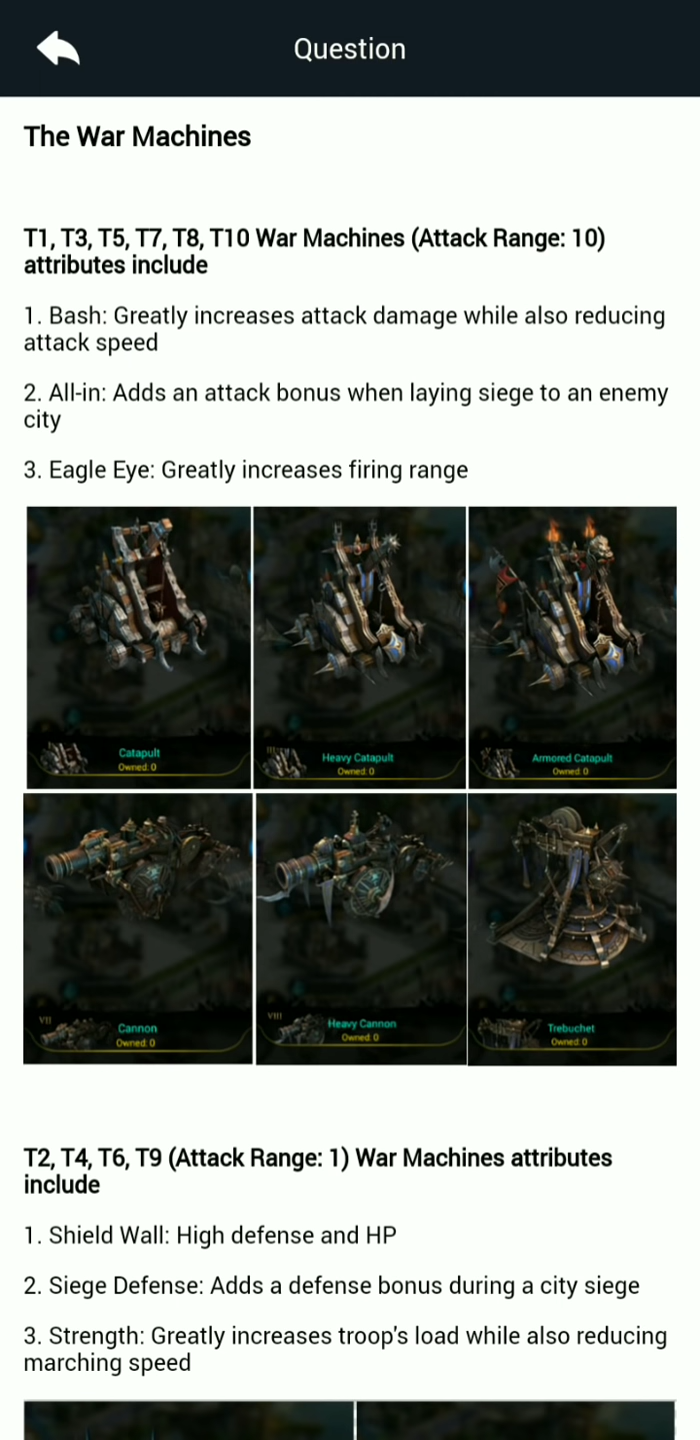 Question
The War Machines
T1, T3, T5, T7, T8, T10 War Machines (Attack Range: 10)
attributes include
1. Bash: Greatly increases attack damage while also reducing
attack speed
2. All-in: Adds an attack bonus when laying siege to an enemy
city
3. Eagle Eye: Greatly increases firing range
Catapult
Owned: 0
III
Heavy Catapult
Owned: 0
Armored Catapult
Owned: 0
VII
Cannon
Owned: 0
VIII
Heavy Cannon
Owned: 0
Trebuchet
Owned: 0
T2, T4, T6, T9 (Attack Range: 1) War Machines attributes
include
1. Shield Wall: High defense and HP
2. Siege Defense: Adds a defense bonus during a city siege
3. Strength: Greatly increases troop's load while also reducing
marching speed